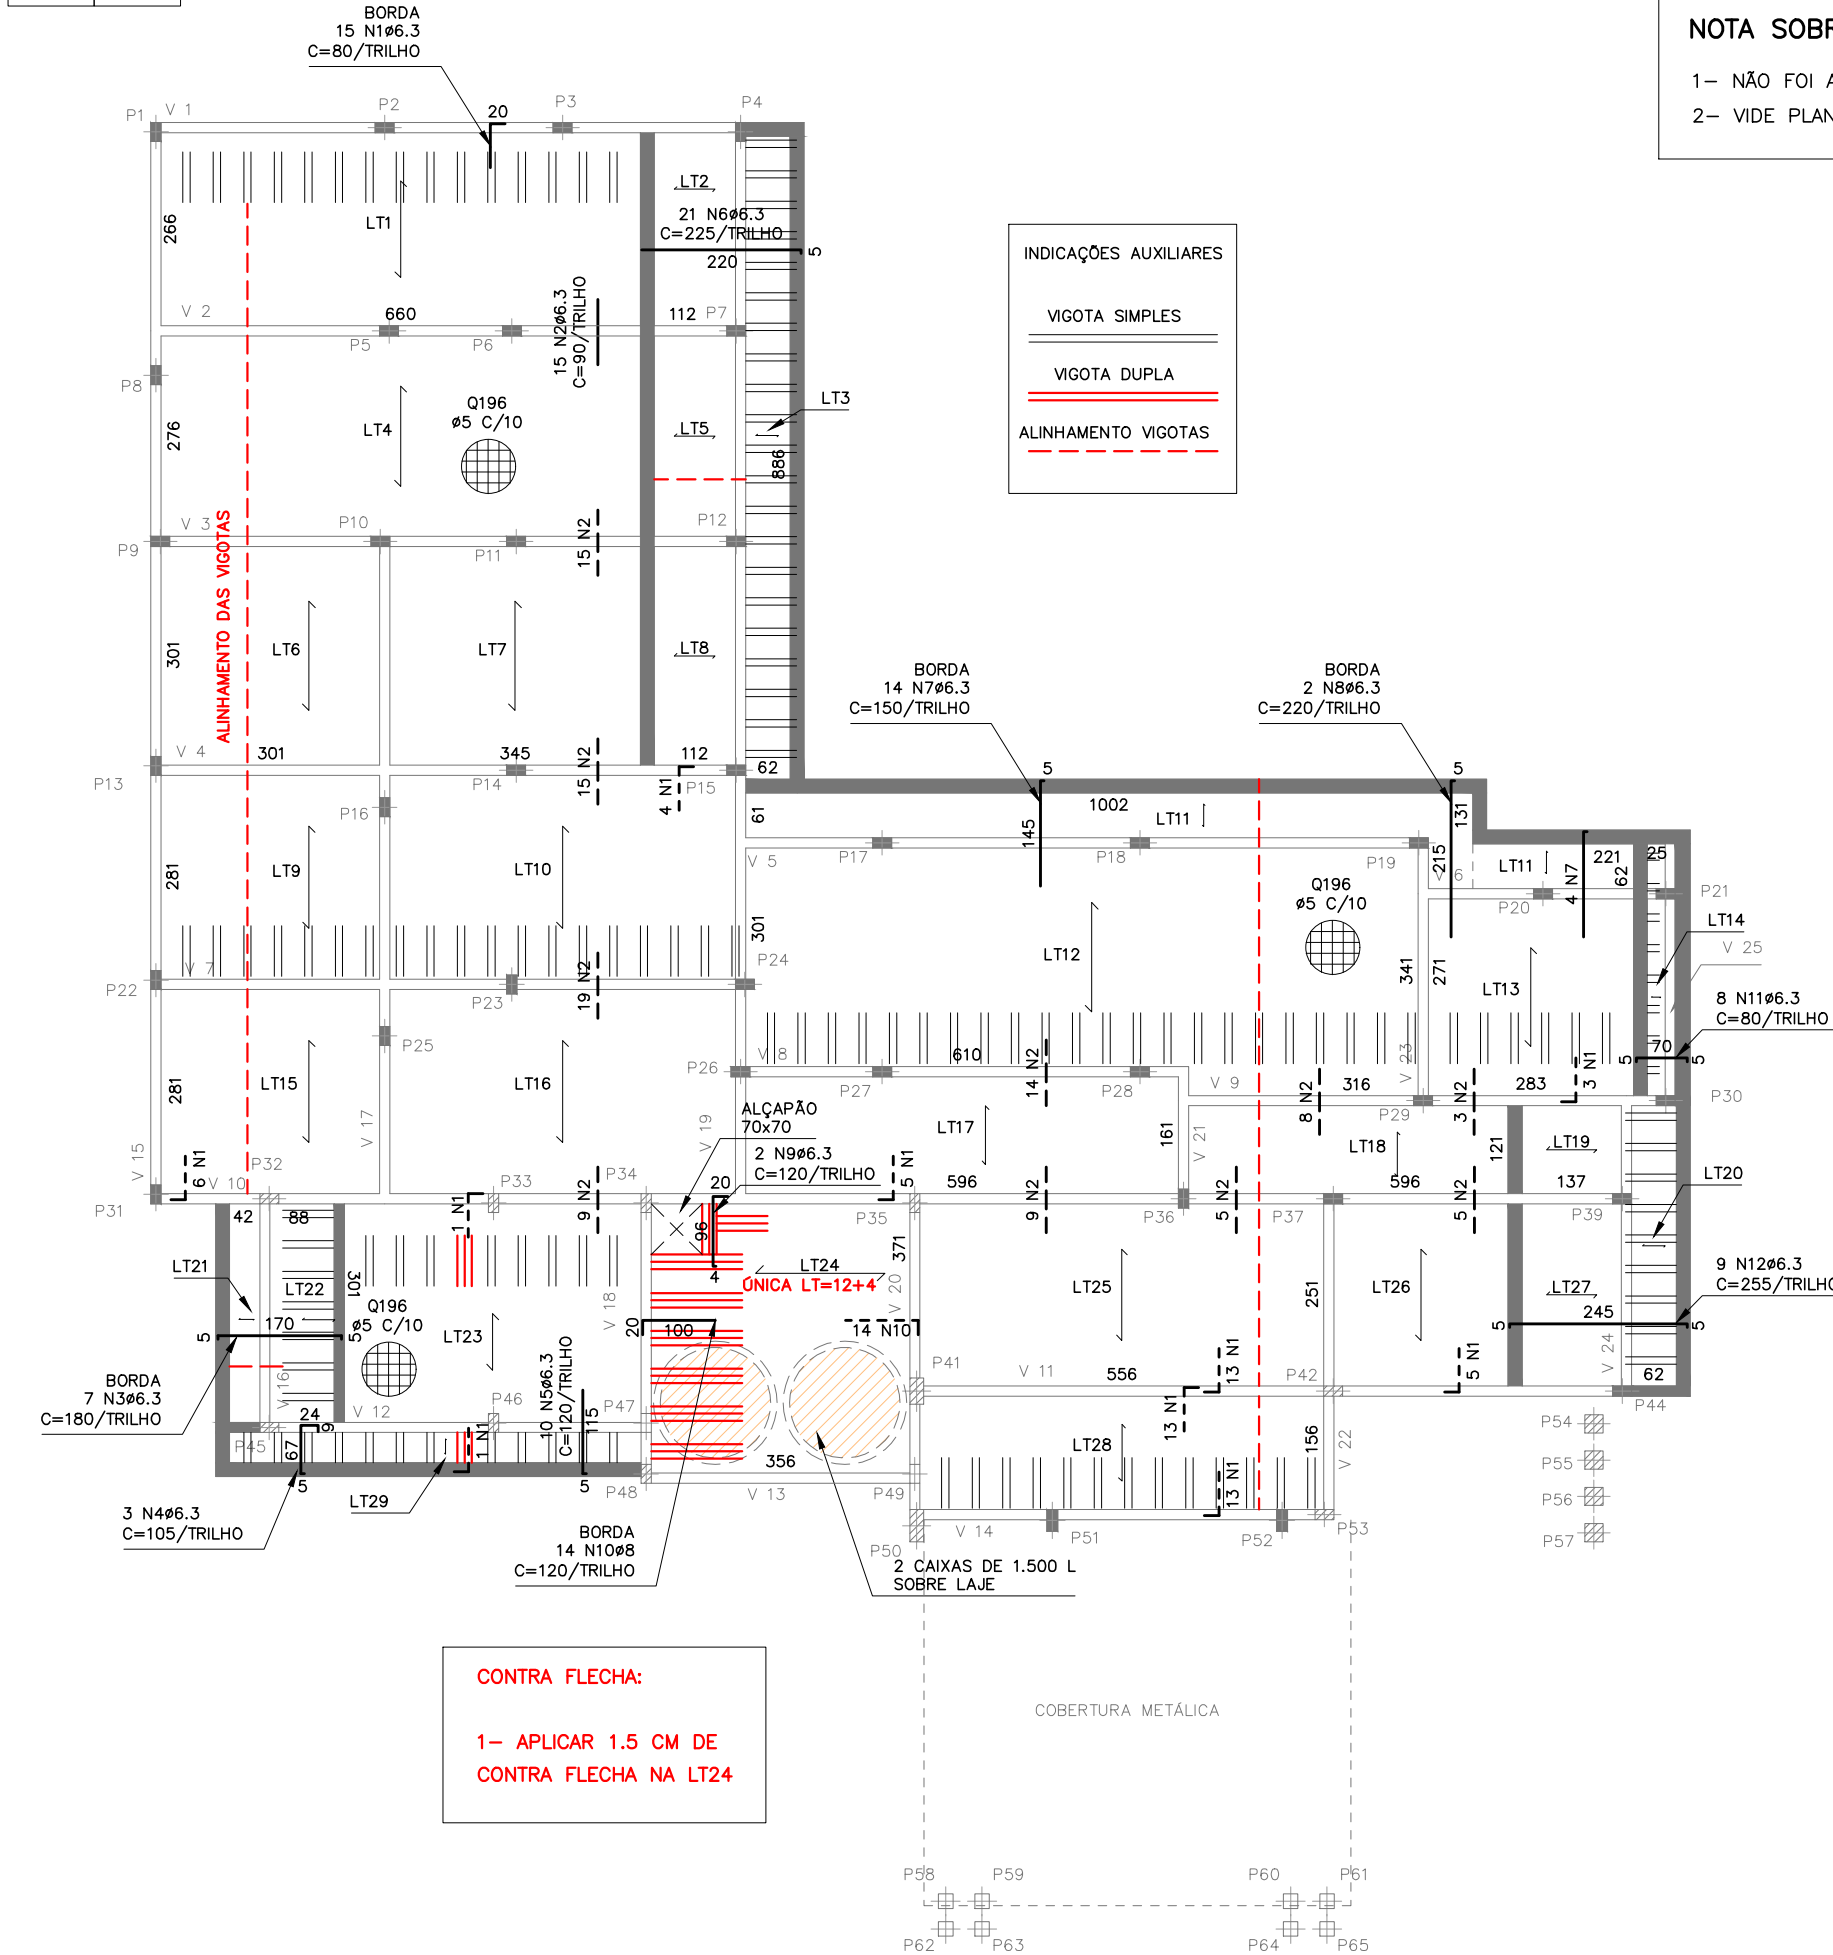 BORDA
15 N1ø6.3
C=80/TRILHO
NOTA SOBR
1- NÃO FOI A
2- VIDE PLAN
P1
V 1
P2
20
P3
P4
LT2
21 N6ø6.3
C=225/TRILHO
220
5
266
LT1
INDICAÇÕES AUXILIARES
VIGOTA SIMPLES
VIGOTA DUPLA
ALINHAMENTO VIGOTAS
V 2
660
15 N2ø6.3
C=90/TRILHO
112
P7
P5
P6
P8
276
LT4
Q196
ø5 C/10
LT5
LT3
886
P9
V 3
P10
P11
15 N2
P12
ALINHAMENTO DAS VIGOTAS
301
LT6
LT7
LT8
BORDA
14 N7ø6.3
C=150/TRILHO
BORDA
2 N8ø6.3
C=220/TRILHO
P13
V 4
301
345
P14
15 N2
112
4 N1
P15
62
5
5
P16
61
1002
145
LT11
131
V 5
P17
P18
P19
215
V 6
LT11
221
62
25
4 N7
P20
P21
281
LT9
LT10
301
LT12
Q196
ø5 C/10
341
271
LT13
LT14
V 25
8 N11ø6.3
C=80/TRILHO
P22
V 7
P23
19 N2
P24
P25
281
LT15
V 17
LT16
P26
V 8
610
P27
14 N2
P28
V 9
8 N2
316
V 23
P29
3 N2
283
3 N1
5
70
5
P30
V 19
ALÇAPÃO
70x70
2 N9ø6.3
C=120/TRILHO
LT17
161
V 21
LT18
121
LT19
LT20
V 15
6 N1
P31
P32
V 10
1 N1
P33
9 N2
P34
20
P35
5 N1
596
9 N2
P36
5 N2
P37
596
5 N2
137
P39
42
88
LT21
LT22
301
96
4
LT24
ÚNICA LT=12+4
371
V 20
LT25
251
LT26
LT27
9 N12ø6.3
C=255/TRILHO
170
5
5
Q196
ø5 C/10
LT23
V 18
20
100
14 N10
245
5
5
V 24
62
BORDA
7 N3ø6.3
C=180/TRILHO
V 16
24
9
67
5
P45
V 12
P46
1 N1
10 N5ø6.3
C=120/TRILHO
115
5
P47
P41
V 11
556
13 N1
13 N1
P42
5 N1
P44
LT28
156
V 22
13 N1
P54
P55
P56
P57
356
P48
V 13
P49
LT29
3 N4ø6.3
C=105/TRILHO
BORDA
14 N10ø8
C=120/TRILHO
P50
V 14
P51
P52
P53
2 CAIXAS DE 1.500 L
SOBRE LAJE
CONTRA FLECHA:
1- APLICAR 1.5 CM DE
CONTRA FLECHA NA LT24
COBERTURA METÁLICA
P58
P59
P60
P61
P62
P63
P64
P65